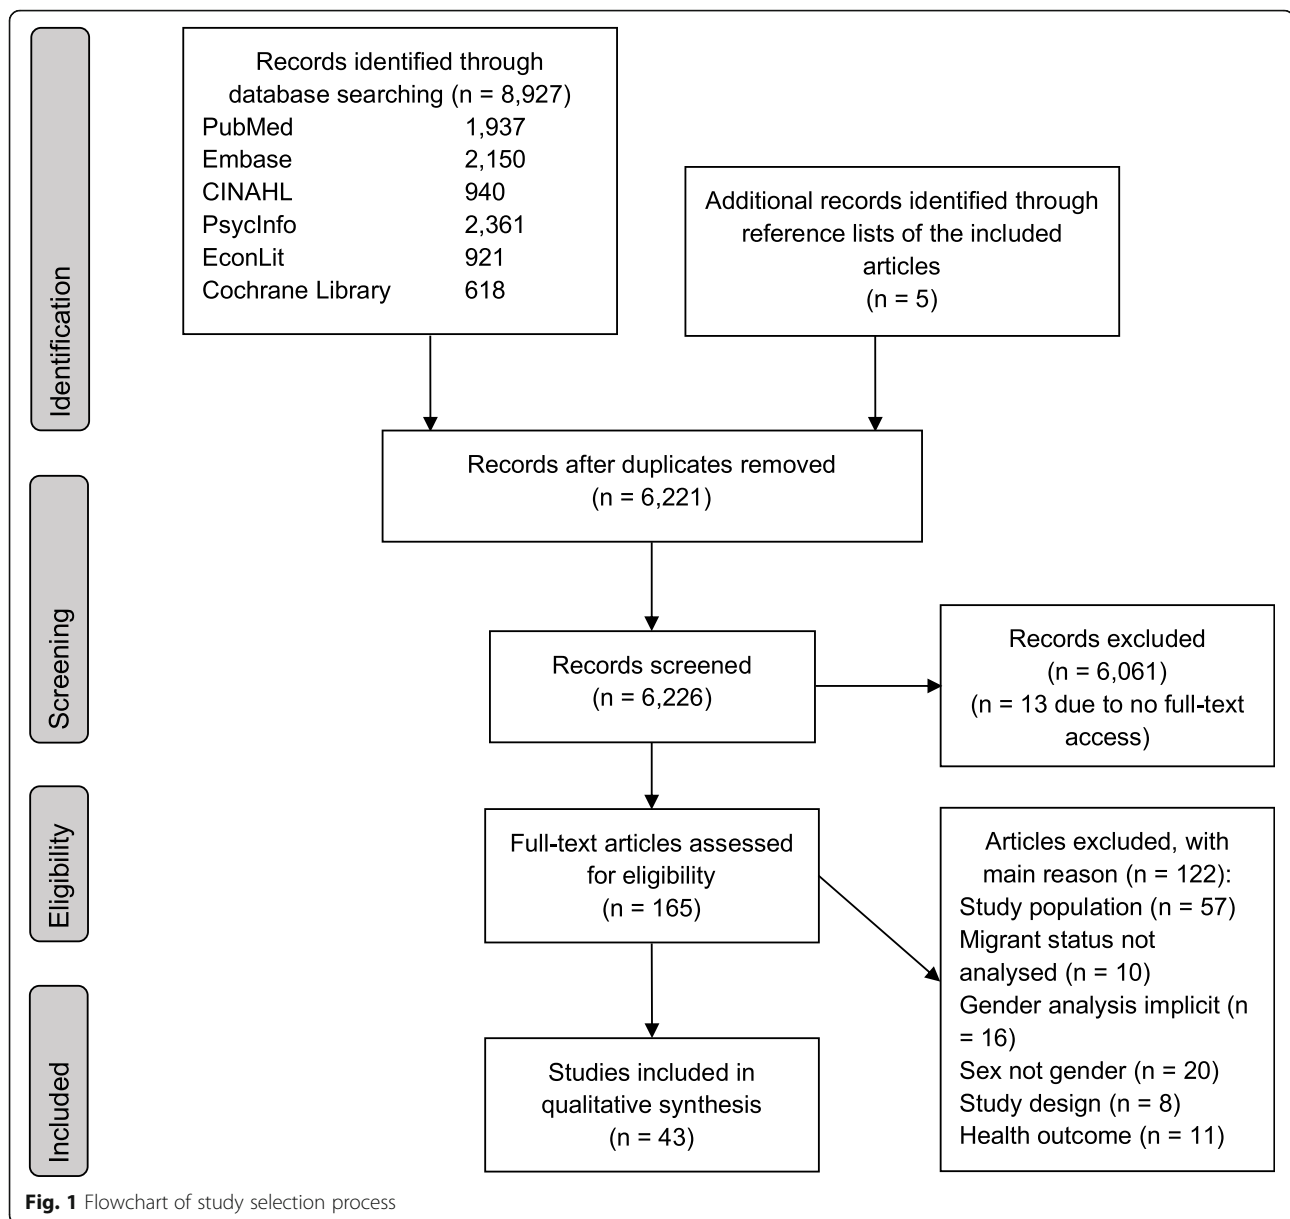 Identification
Records identified through
database searching (n = 8,927)
PubMed 1,937
Embase 2,150
CINAHL 940
PsycInfo 2,361
EconLit 921
Cochrane Library 618
Additional records identified through
reference lists of the included
articles
(n = 5)
Records after duplicates removed
(n = 6,221)
Screening
Records screened
(n = 6,226)
Records excluded
(n = 6,061)
(n = 13 due to no full-text
access)
Eligibility
Full-text articles assessed
for eligibility
(n = 165)
Articles excluded, with
main reason (n = 122):
Study population (n = 57)
Migrant status not
analysed (n = 10)
Gender analysis implicit (n
= 16)
Sex not gender (n = 20)
Study design (n = 8)
Health outcome (n = 11)
Included
Studies included in
qualitative synthesis
(n = 43)
Fig. 1 Flowchart of study selection process